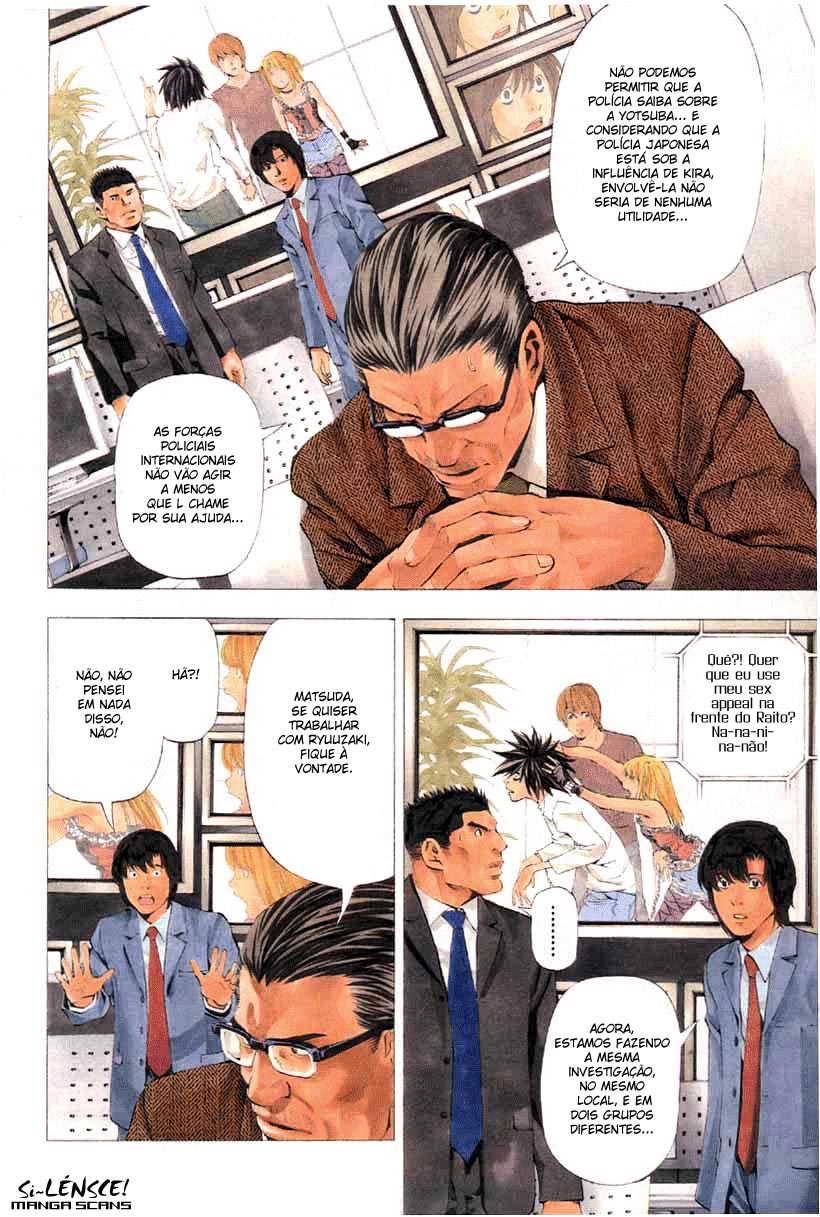 NÃO PODEMOS
PERMITIR QUE A
POLÍCIA SAIBA SOBRE
A YOTSUBA... E
CONSIDERANDO QUE A
POLÍCIA JAPONESA
ESTÁ SOB A
INFLUÊNCIA DE KIRA,
ENVOLVÊ-LA NÃO
SERIA DE NENHUMA
UTILIDADE...
AS FORÇAS
POLICIAIS
INTERNACIONAIS
NÃO VÃO AGIR
A MENOS
QUE L CHAME
POR SUA AJUDA...
Quê?! Quer
que eu use
meu sex
appeal na
frente do Raito?
Na-na-ni
na-não!
AGORA,
ESTAMOS FAZENDO
A MESMA
INVESTIGAÇÃO,
NO MESMO
LOCAL, E EM
DOIS GRUPOS
DIFERENTES...
MATSUDA,
SE QUISER
TRABALHAR
COM RYUUZAKI,
FIQUE À
VONTADE.
HÃ?!
NÃO, NÃO
PENSEI
EM NADA
DISSO,
NÃO!
Si~LÉNSCE!
MANGA SCANS